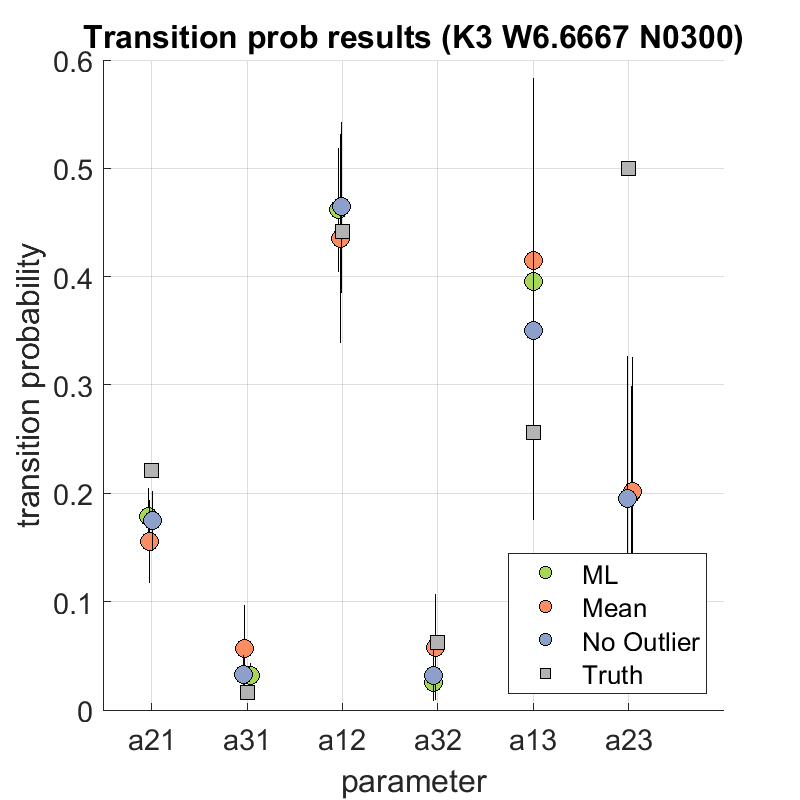 Transition prob results (K3 W6.6667 N0300)
0.6
0.5
0.4
0.3
0.2
0.1
0
transition probability
a21 a31 a12 a32 a13 a23
parameter
ML
Mean
No Outlier
Truth